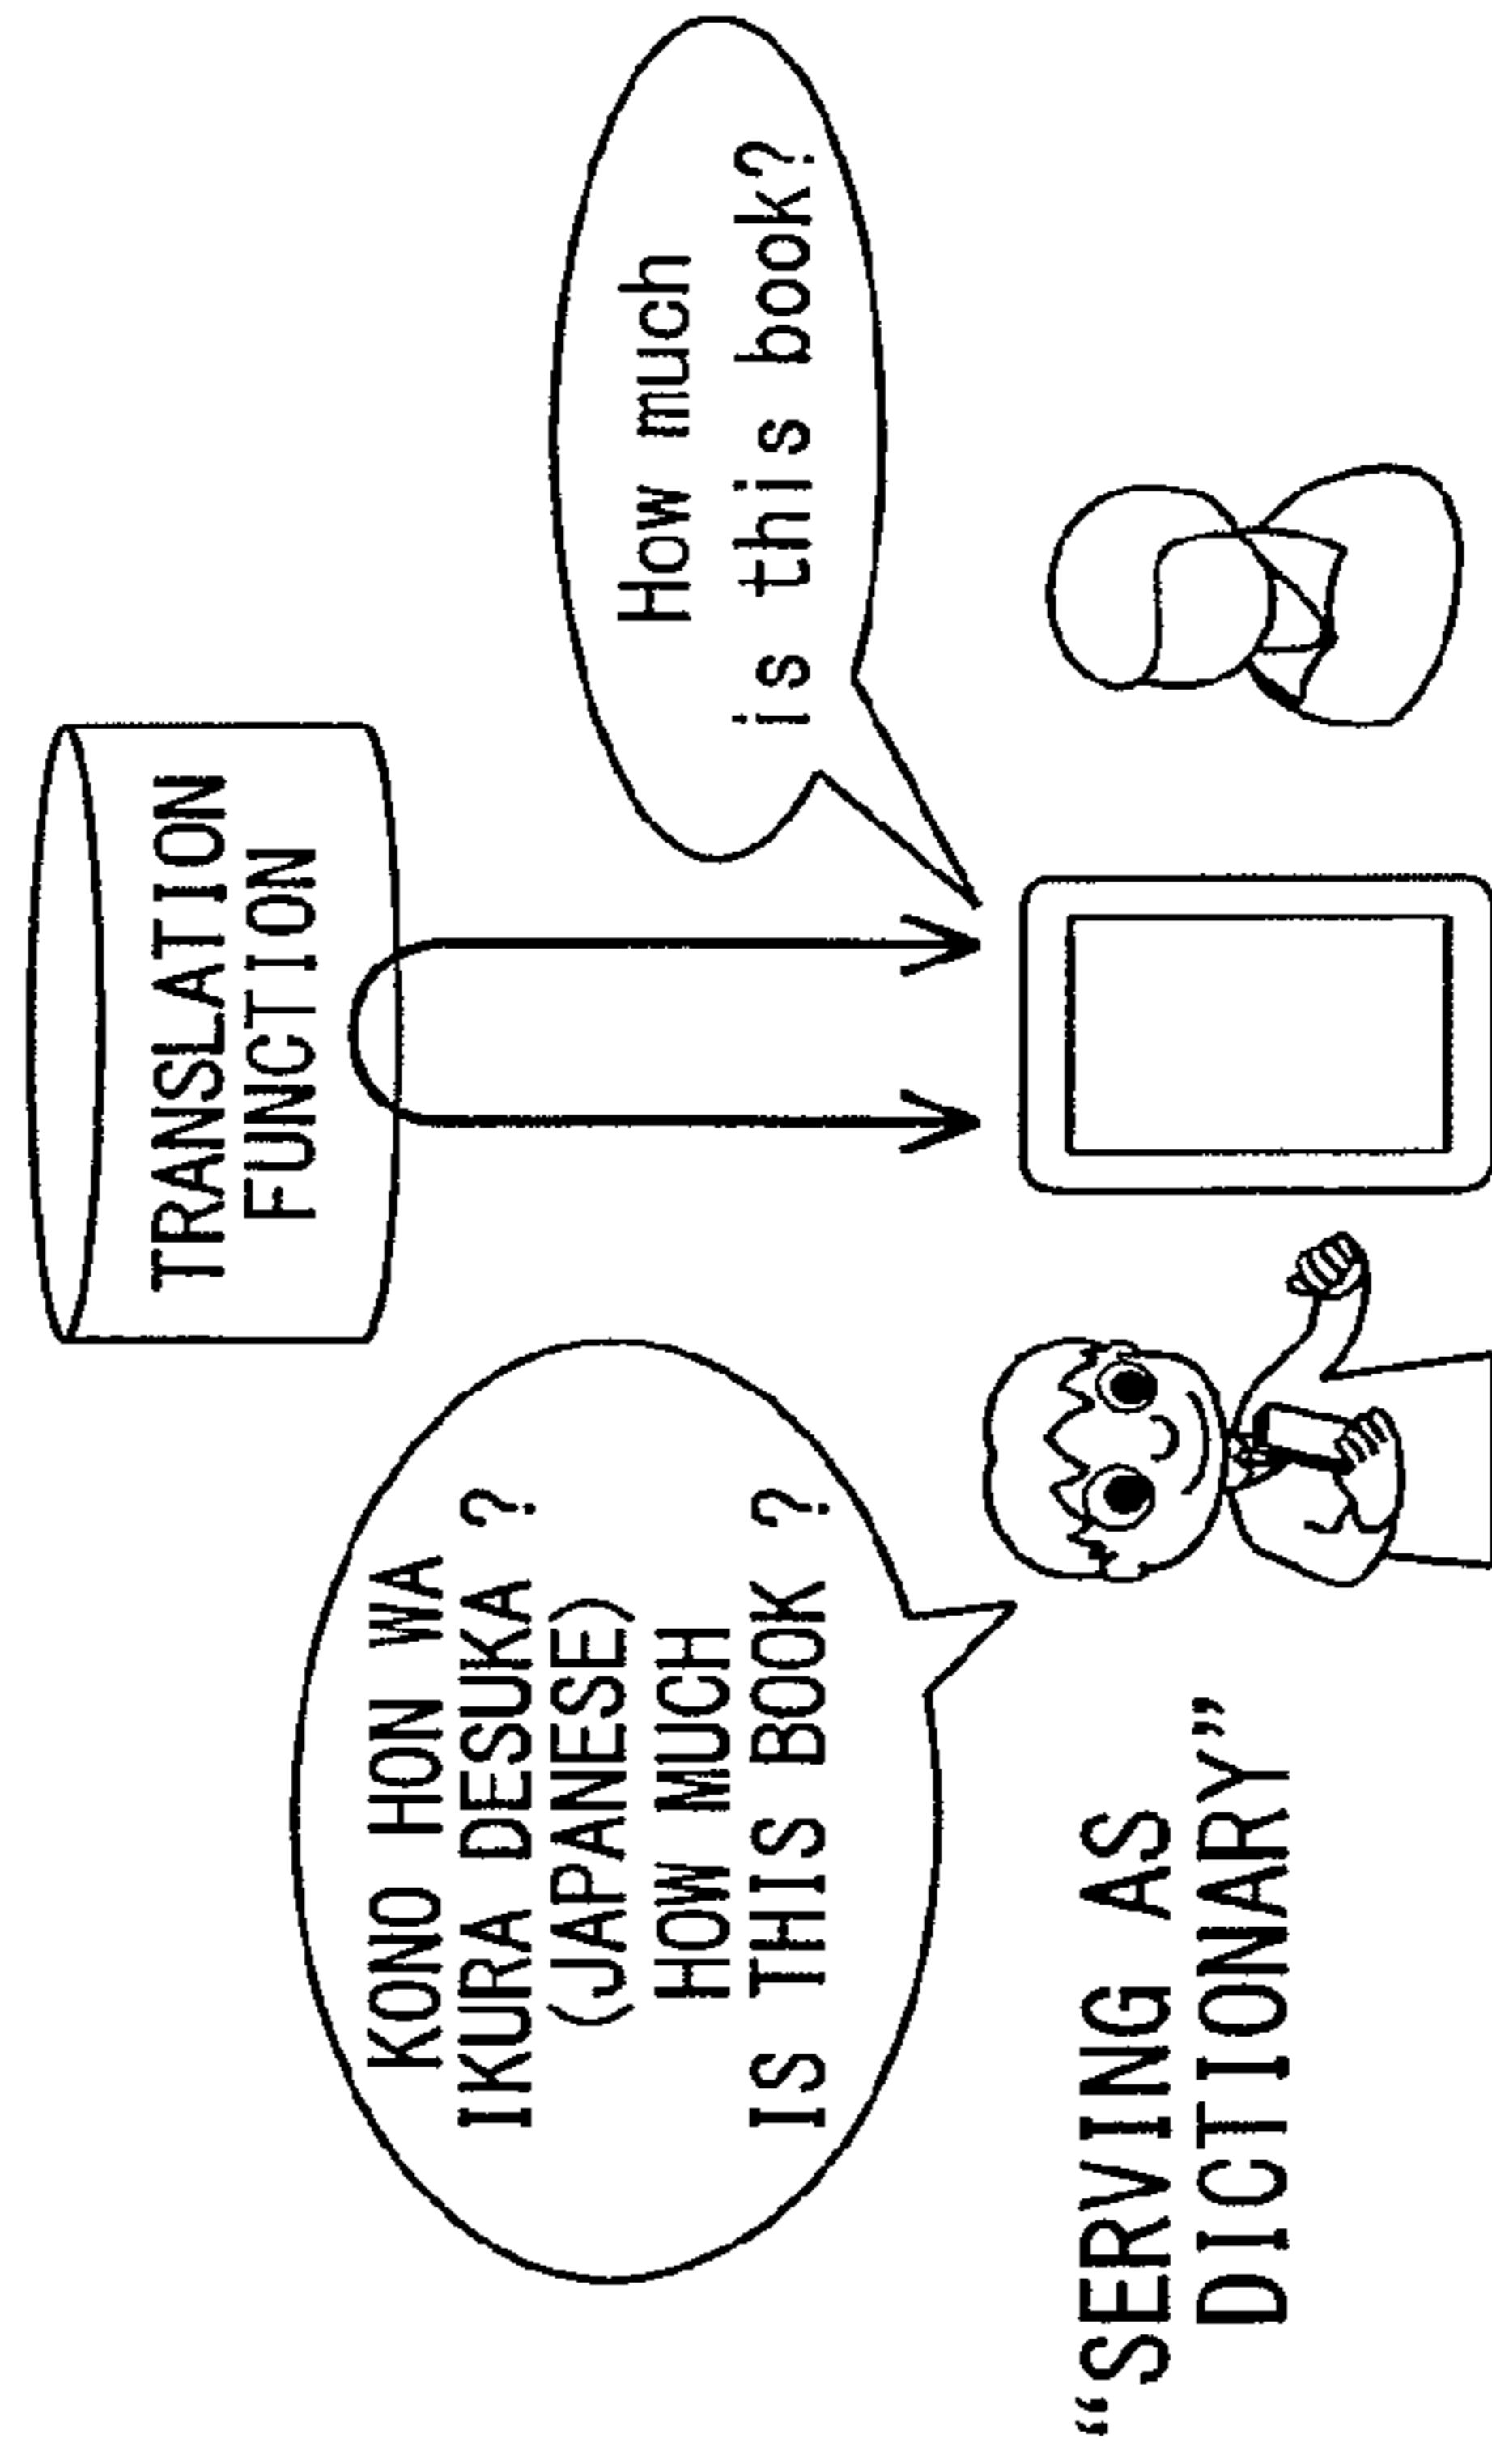 TRANSLATION
FUNCTION
KONO HON WA
IKURA DESUKA ?
(JAPANESE)
HOW MUCH
IS THIS BOOK ?
How much
is this book?
“SERVING AS
DICTIONARY”